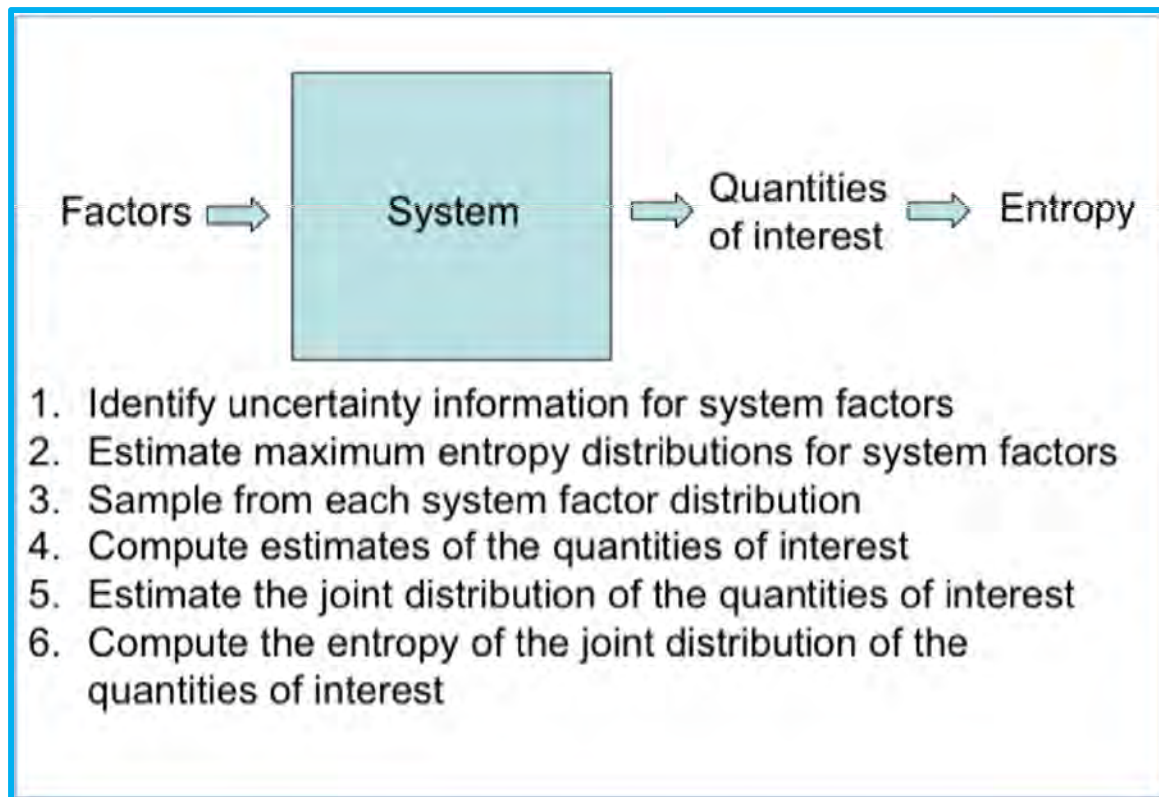 Factors
System
Quantities
of interest
Entropy
1. Identify uncertainty information for system factors
2. Estimate maximum entropy distributions for system factors
3. Sample from each system factor distribution
4. Compute estimates of the quantities of interest
5. Estimate the joint distribution of the quantities of interest
6. Compute the entropy of the joint distribution of the
quantities of interest